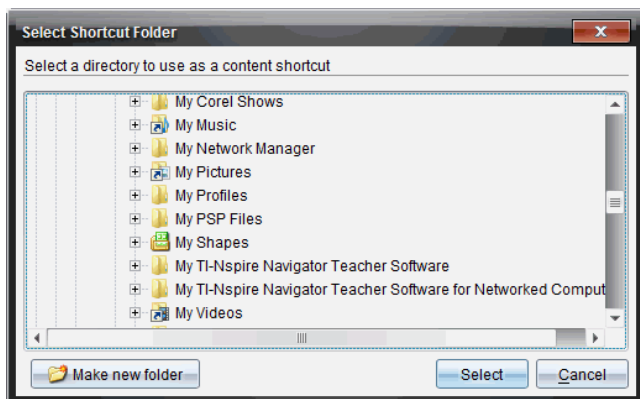 Select Shortcut Folder
Select a directory to use as a content shortcut
My Corel Shows
My Music
My Network Manager
My Pictures
My Profiles
My PSP Files
My Shapes
My TI-Nspire Navigator Teacher Software
My TI-Nspire Navigator Teacher Software for Networked Comput
My Videos
Make new folder
Select
Cancel